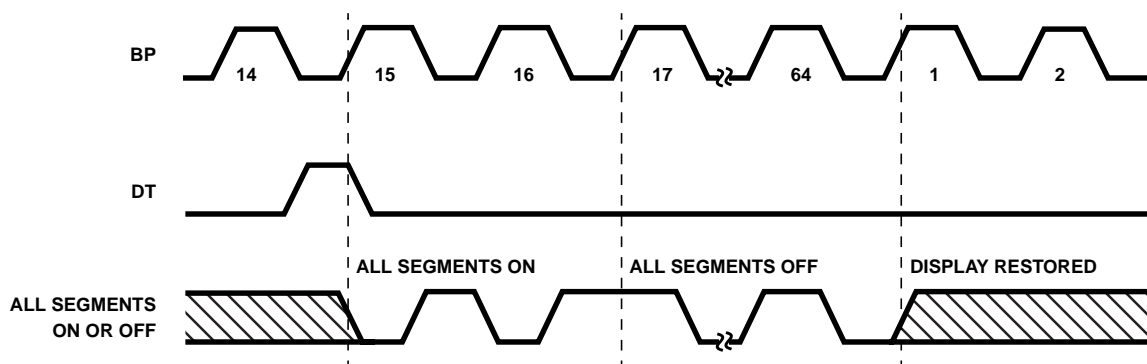 BP
14
15
16
17
64
1
2
DT
ALL SEGMENTS ON
ALL SEGMENTS OFF
DISPLAY RESTORED
ALL SEGMENTS
ON OR OFF